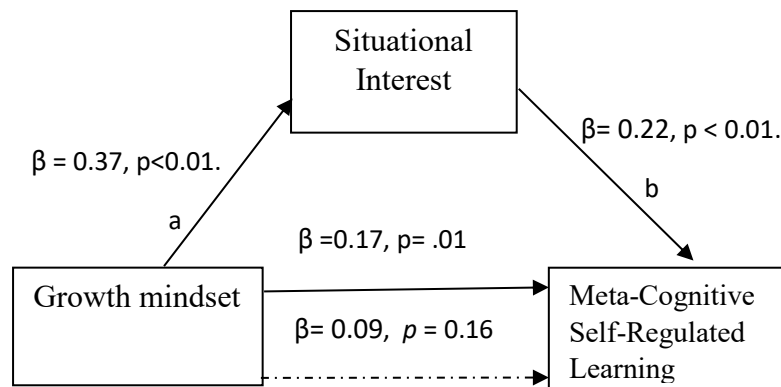 Situational
Interest
β = 0.37, p<0.01.
β= 0.22, p < 0.01.
a
b
β =0.17, p= .01
Growth mindset
β= 0.09, p = 0.16
Meta-Cognitive
Self-Regulated
Learning